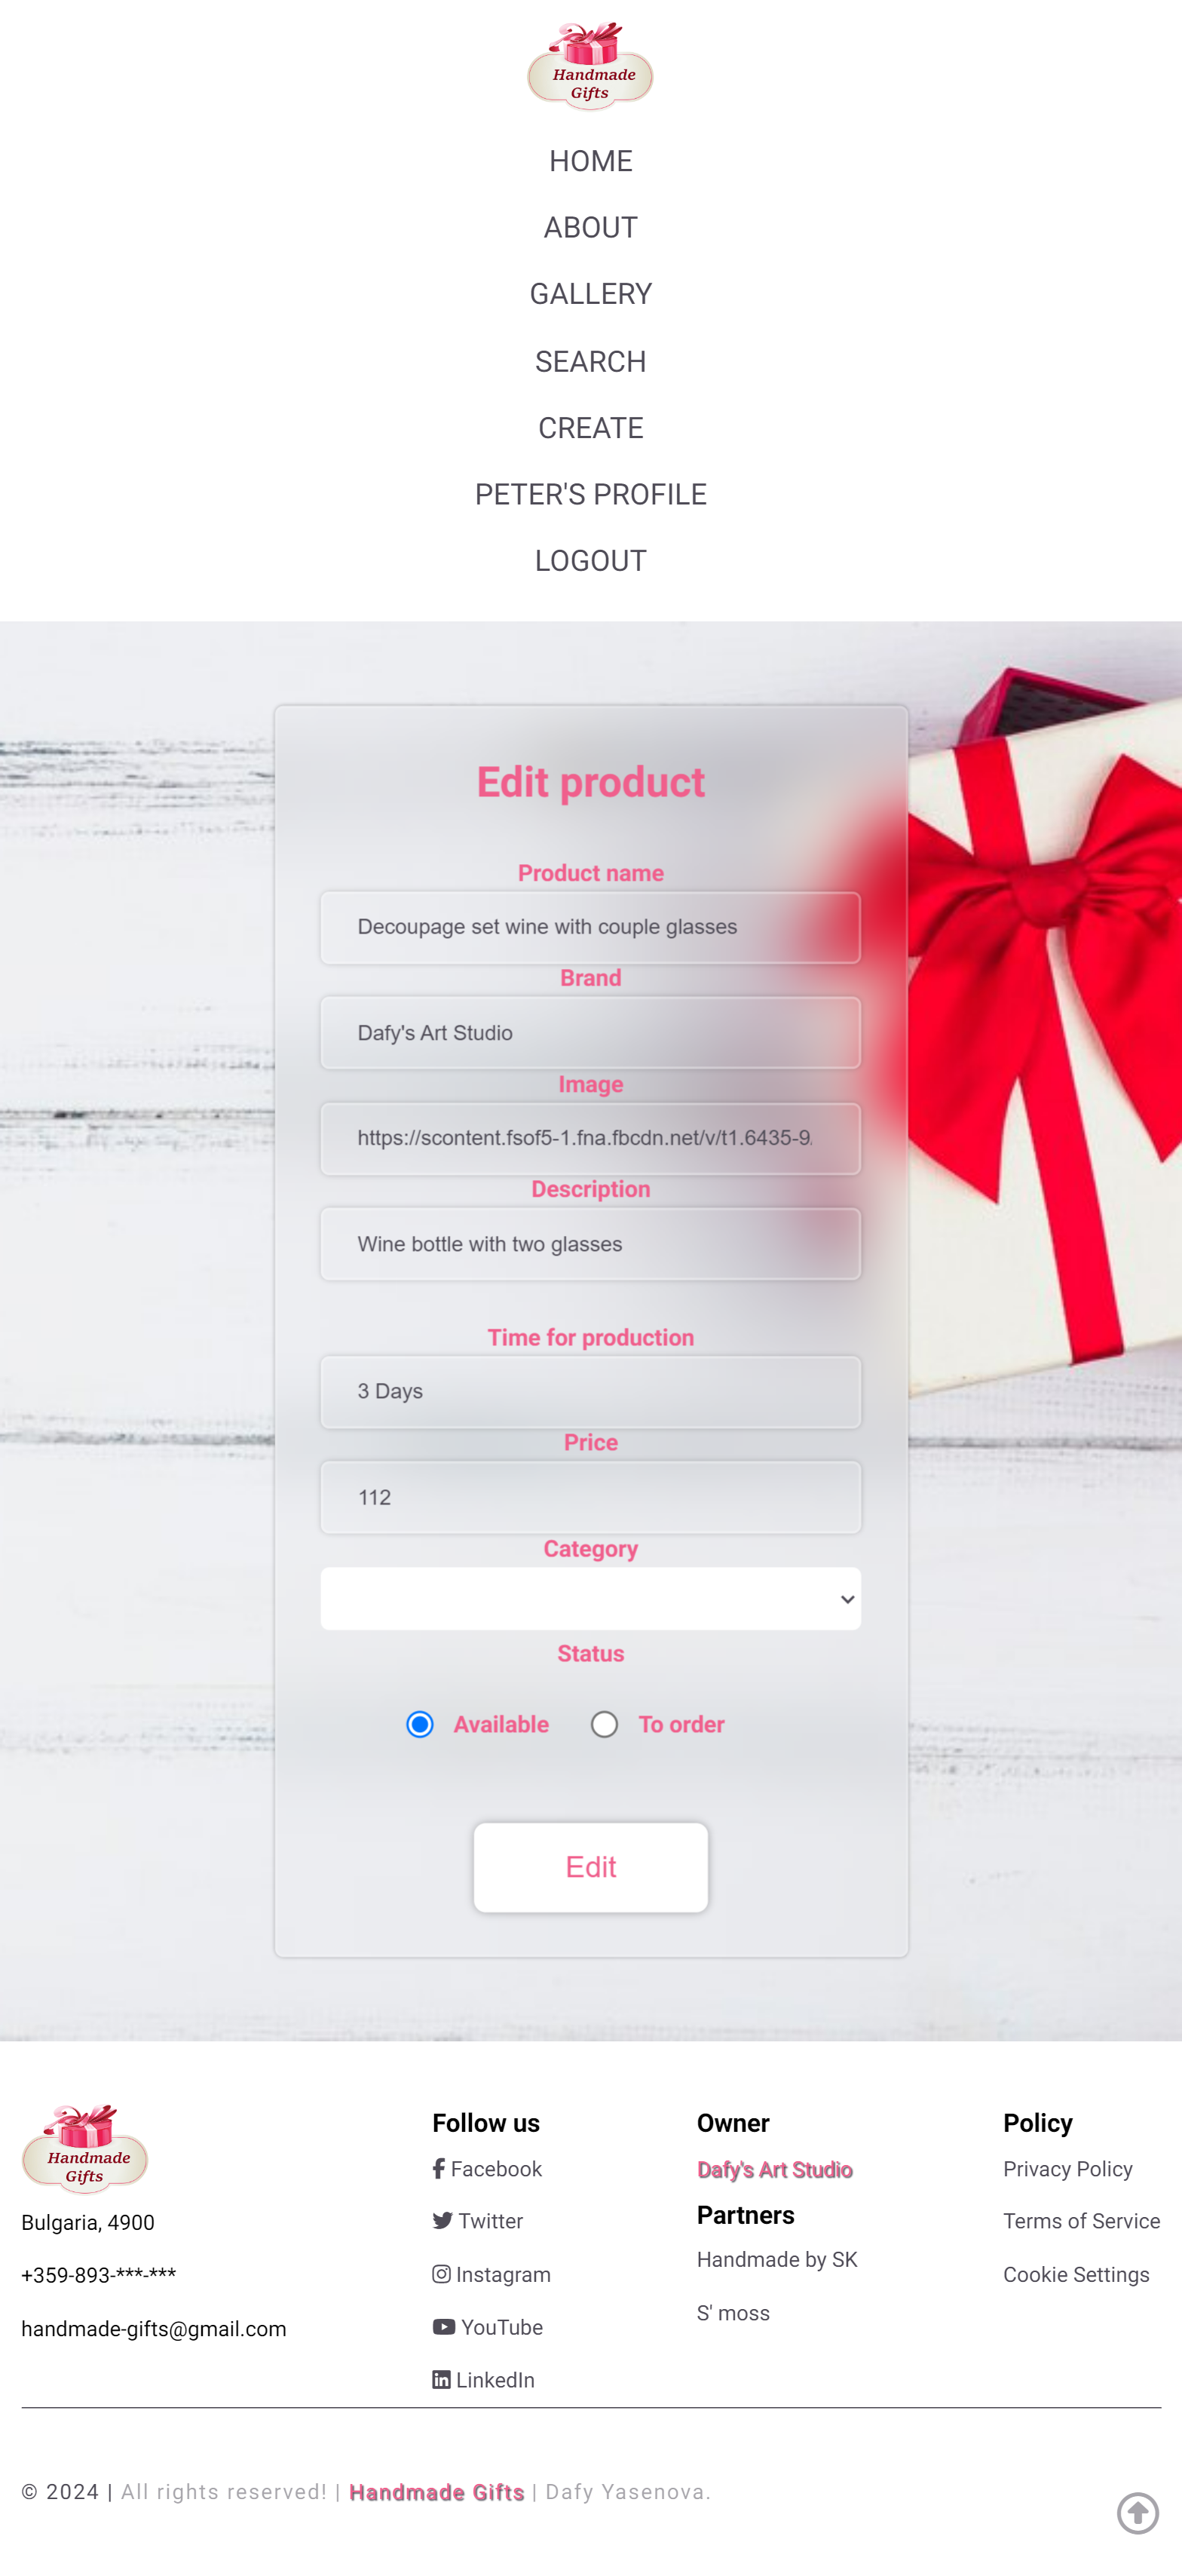 Handmade
Gifts
HOME
ABOUT
GALLERY
SEARCH
CREATE
PETER'S PROFILE
LOGOUT
Edit product
Product name
Decoupage set wine with couple glasses
Brand
Dafy's Art Studio
Image
https://scontent.fsof5-1.fna.fbcdn.net/v/t1.6435-9
Description
Wine bottle with two glasses
Time for production
3 Days
Price
112
Category
Status
Available To order
Edit
Handmade
Gifts
Bulgaria, 4900
+359-893-***-***
handmade-gifts@gmail.com
Follow us
Facebook
Twitter
Instagram
YouTube
LinkedIn
Owner
Dafy's Art Studio
Partners
Handmade by SK
S' moss
Policy
Privacy Policy
Terms of Service
Cookie Settings
© 2024 | All rights reserved! | Handmade Gifts | Dafy Yasenova.